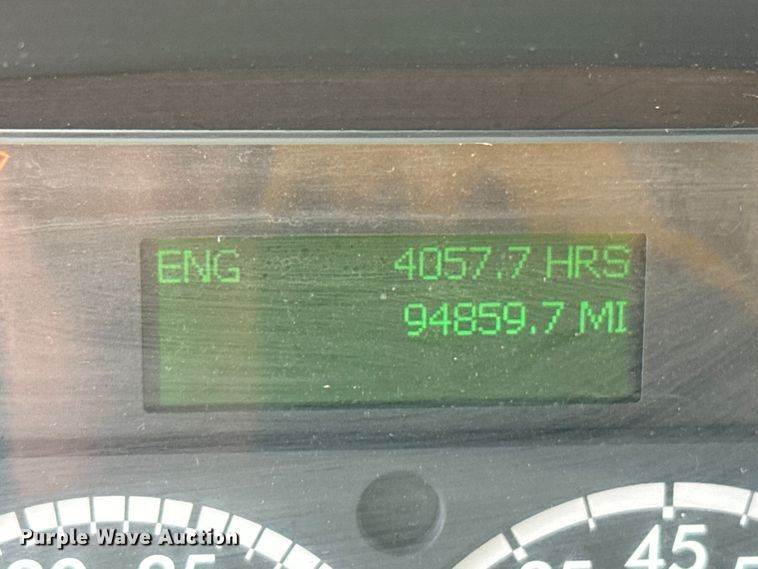 ENG 4057.7 HRS
94859.7 MI
45
Purple Wave Auction